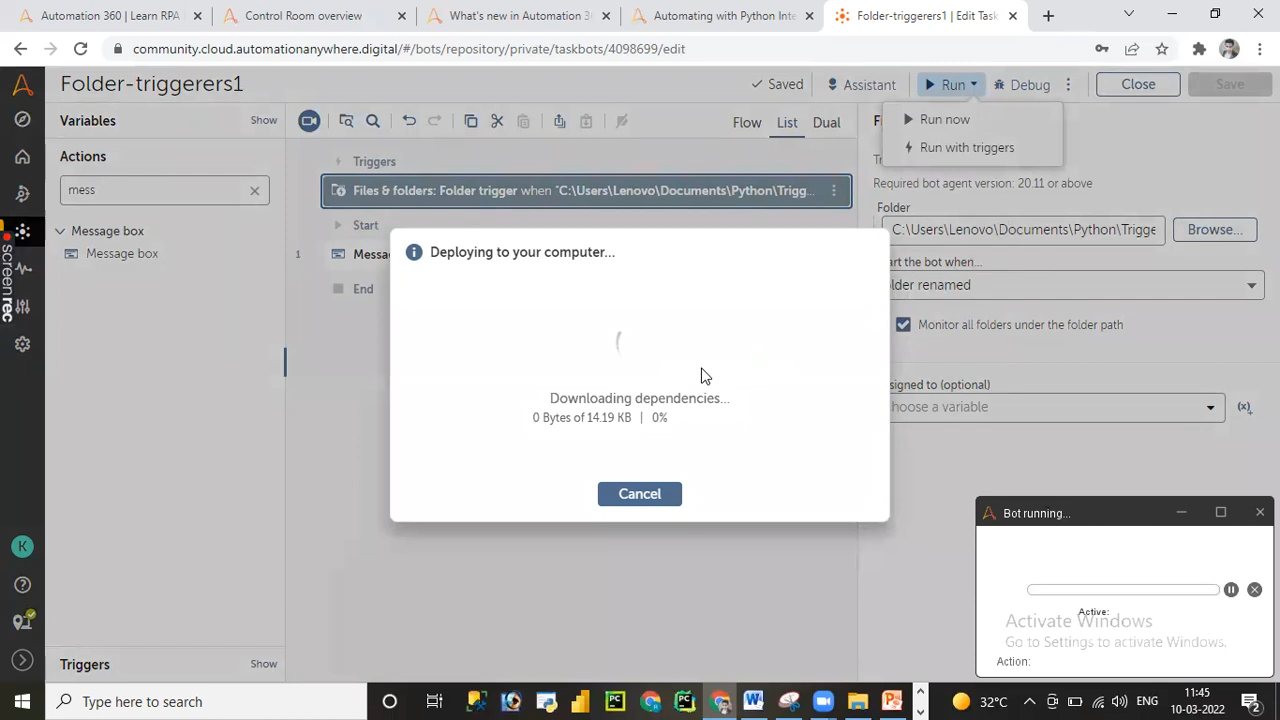 Automation 360 | Learn RPA
Control Room overview
What's new in Automation 36
Automating with Python Inte
Folder-triggerers1 | Edit Task
community.cloud.automationanywhere.digital/#/bots/repository/private/taskbots/4098699/edit
Folder-triggerers1
Saved
Assistant
Run
Debug
Close
Save
Variables
Show
Flow
List
Dual
Run now
Run with triggers
Actions
mess
Message box
Message box
Triggers
Files & folders: Folder trigger when "C:\Users\Lenovo\Documents\Python\Trigg...
Start
1
Messa
End
Required bot agent version: 20.11 or above
Folder
C:\Users\Lenovo\Documents\Python\Trigge
Browse...
art the bot when...
lder renamed
Monitor all folders under the folder path
signed to (optional)
hoose a variable
(x)
Deploying to your computer...
Downloading dependencies...
0 Bytes of 14.19 KB | 0%
Cancel
screenrec
K
Bot running...
Active:
Activate Windows
Go to Settings to activate Windows.
Action:
Triggers
Show
Type here to search
32°C
ENG
11:45
10-03-2022
2